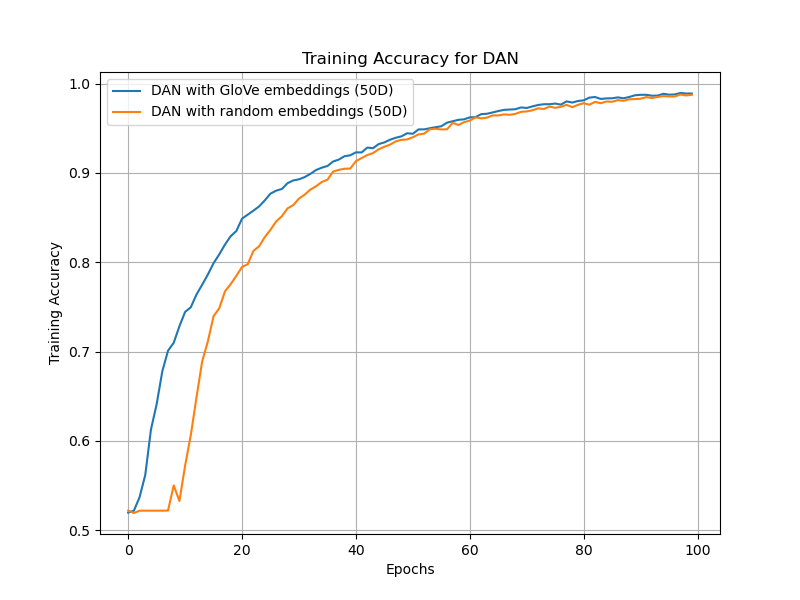 Training Accuracy for DAN
DAN with GloVe embeddings (50D)
DAN with random embeddings (50D)
1.0
0.9
0.8
0.7
0.6
0.5
Training Accuracy
0 20 40 60 80 100
Epochs